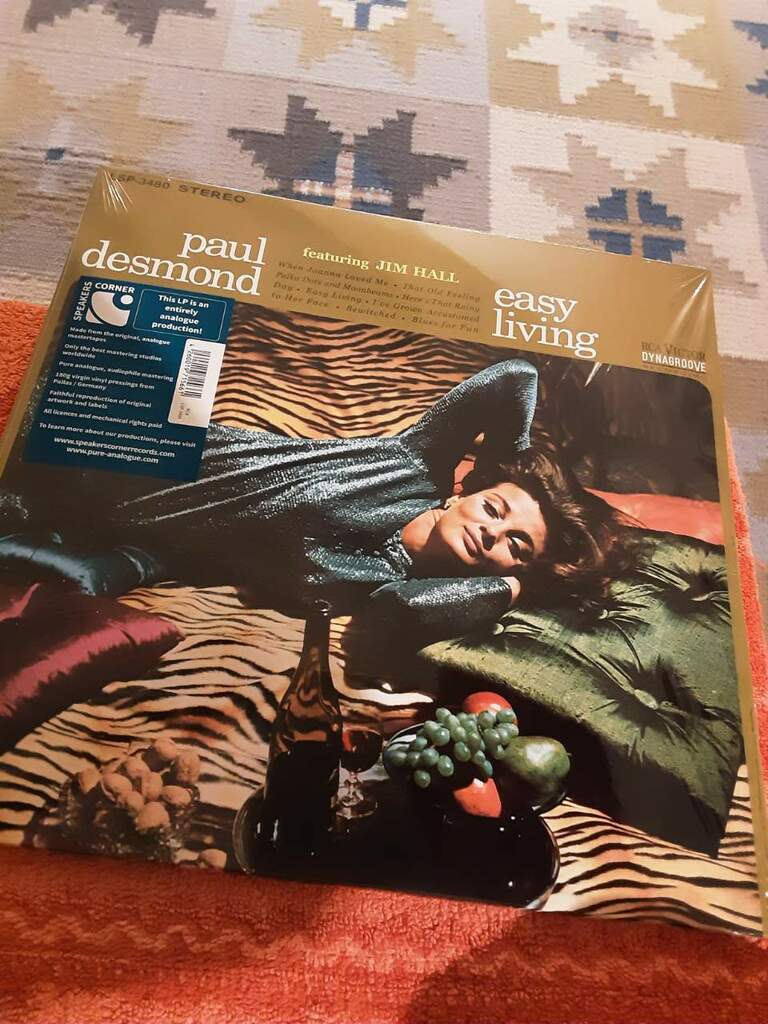 LSP-3480 STEREO
paul
desmond
featuring JIM HALL
When Joanna Loved Me • That Old Feeling
Polka Dots and Moonbeams • Here's That Rainy
Day • Easy Living • I've Grown Accustomed
to Her Face • Bewitched • Blues for Fun
easy
living
RCA VICTOR
DYNAGROOVE
SPEAKERS
CORNER
This LP is an
entirely
analogue
production!
Made from the original, analogue
mastertapes
Only the best mastering studios
worldwide
Pure analogue, audiophile mastering
180g virgin vinyl pressings from
Pallas / Germany
Faithful reproduction of original
artwork and labels
All licences and mechanical rights paid
To learn more about our productions, please visit
www.speakerscornerrecords.com
www.pure-analogue.com